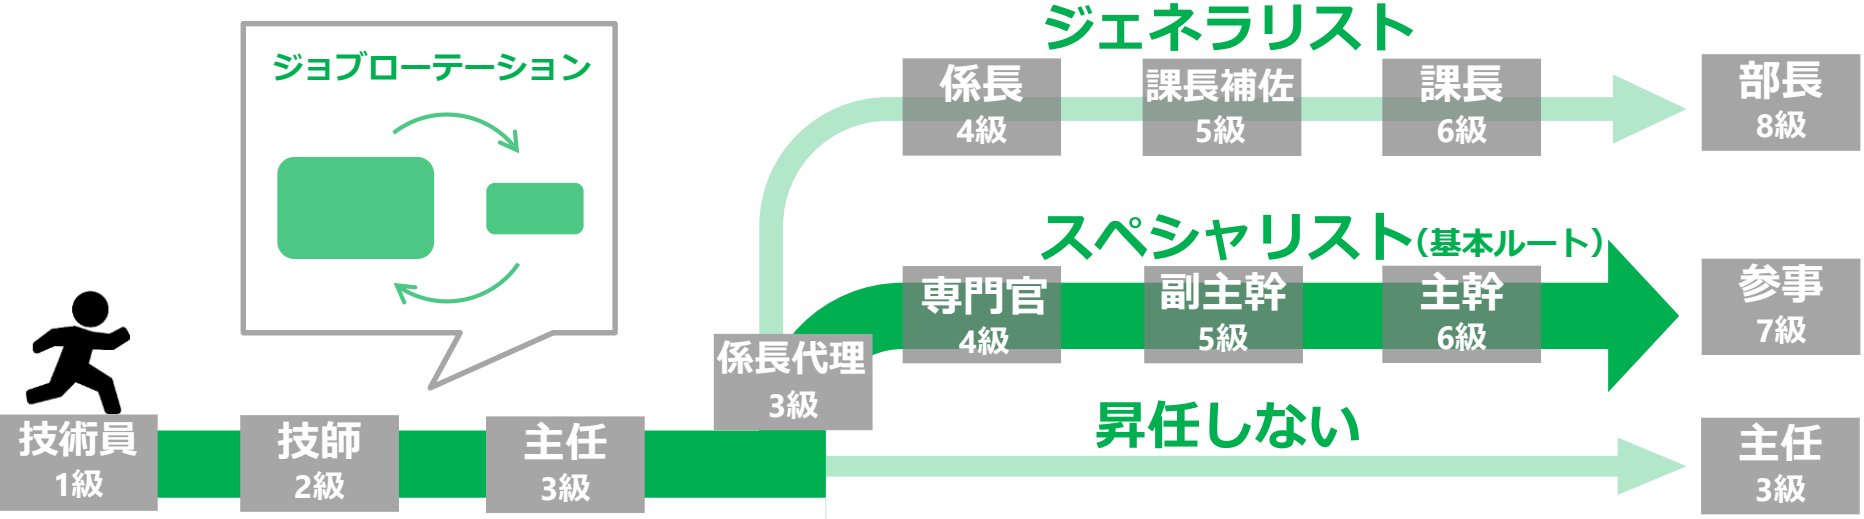 ジョブローテーション
ジェネラリスト
係長
4級
課長補佐
5級
課長
6級
部長
8級
スペシャリスト(基本ルート)
専門官
4級
副主幹
5級
主幹
6級
参事
7級
係長代理
3級
昇任しない
技術員
1級
技師
2級
主任
3級
主任
3級